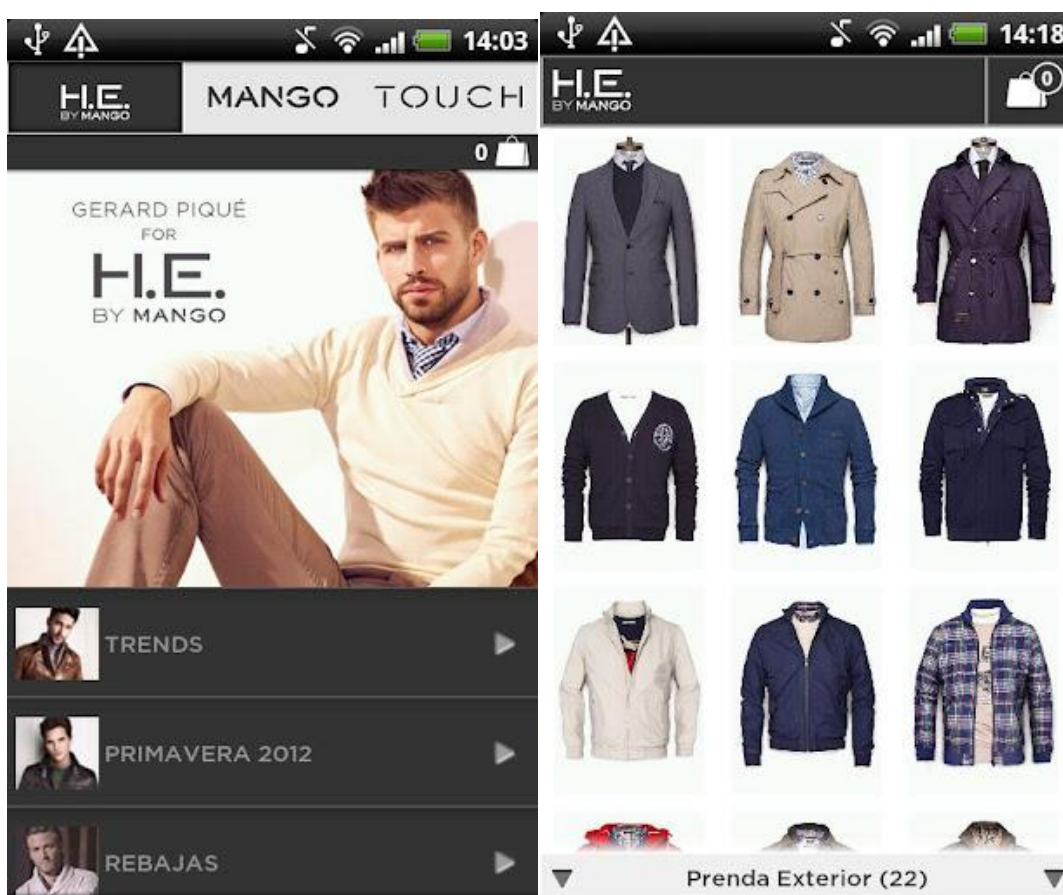 14:03
H.E.
BY MANGO
MANGO
TOUCH
0
GERARD PIQUÉ
FOR
H.E.
BY MANGO
TRENDS
PRIMAVERA 2012
REBAJAS
14:18
H.E.
BY MANGO
0
Prenda Exterior (22)